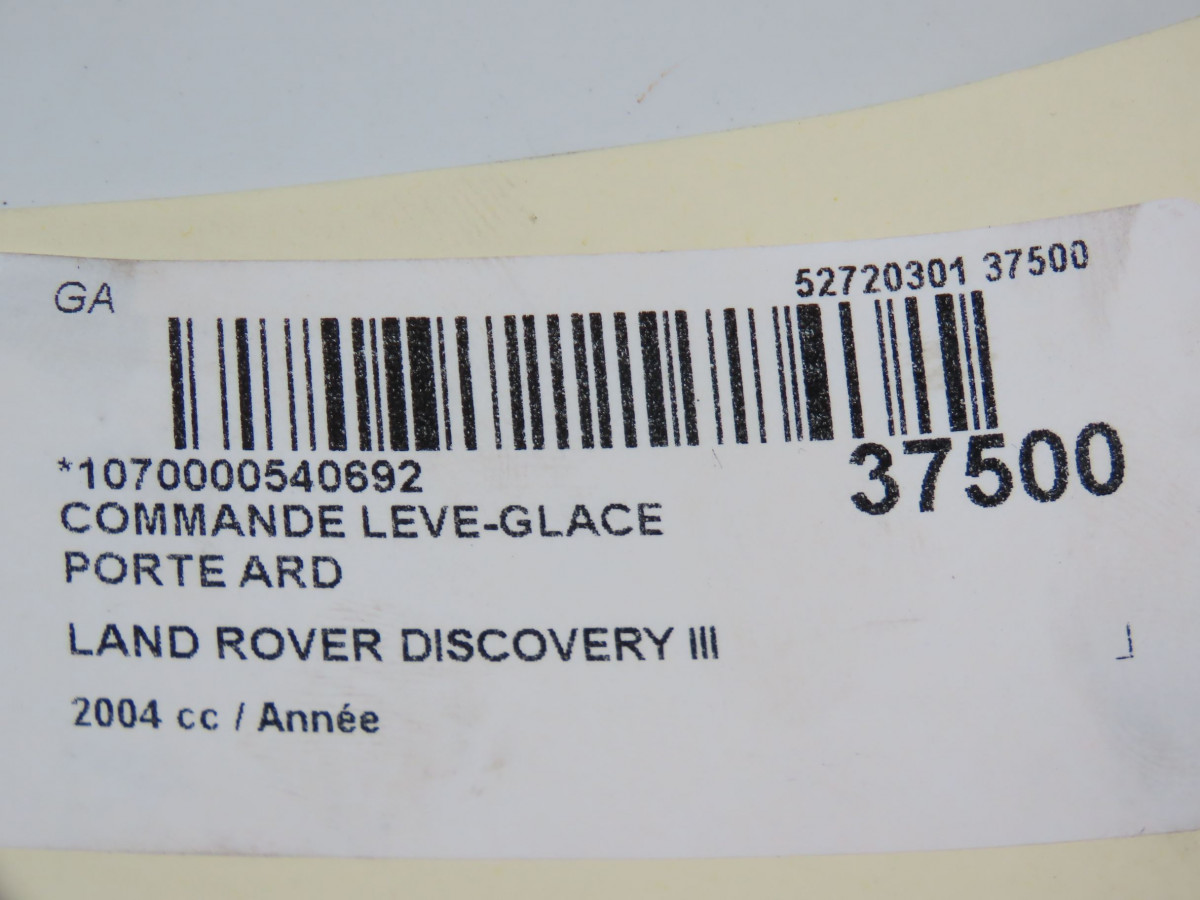 GA
52720301 37500
*1070000540692
37500
COMMANDE LEVE-GLACE
PORTE ARD
LAND ROVER DISCOVERY III
2004 cc / Année